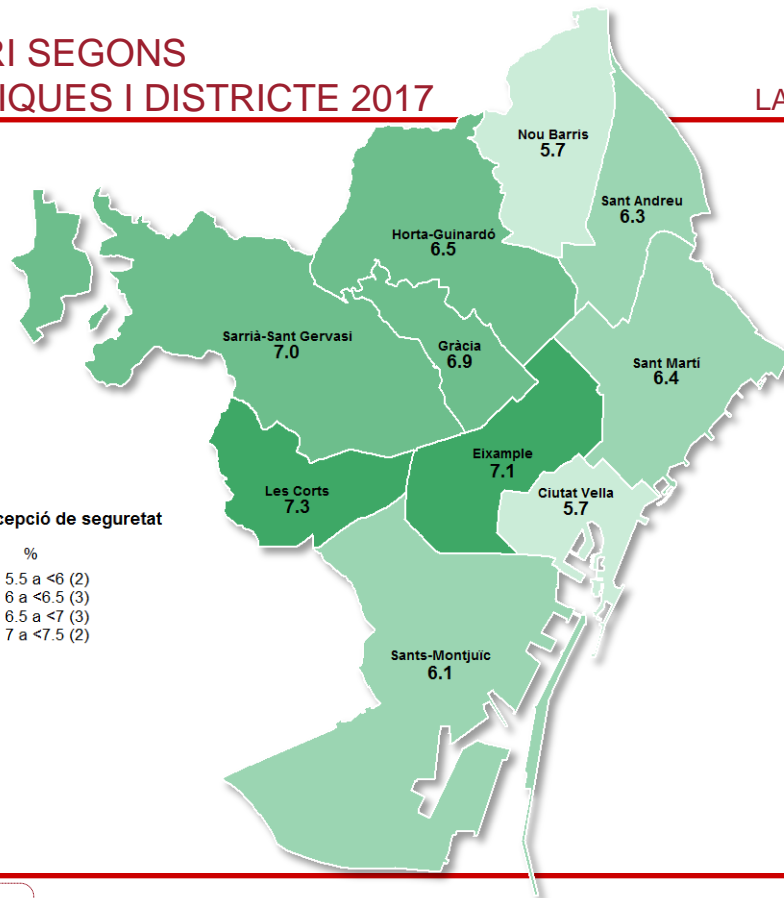 RI SEGONS
IQUES I DISTRICTE 2017
LA
Nou Barris
5.7
Sant Andreu
6.3
Horta-Guinardó
6.5
Sarrià-Sant Gervasi
7.0
Gràcia
6.9
Sant Martí
6.4
Eixample
7.1
Les Corts
7.3
Ciutat Vella
5.7
cepció de seguretat
%
5.5 a <6 (2)
6 a <6.5 (3)
6.5 a <7 (3)
7 a <7.5 (2)
Sants-Montjuïc
6.1